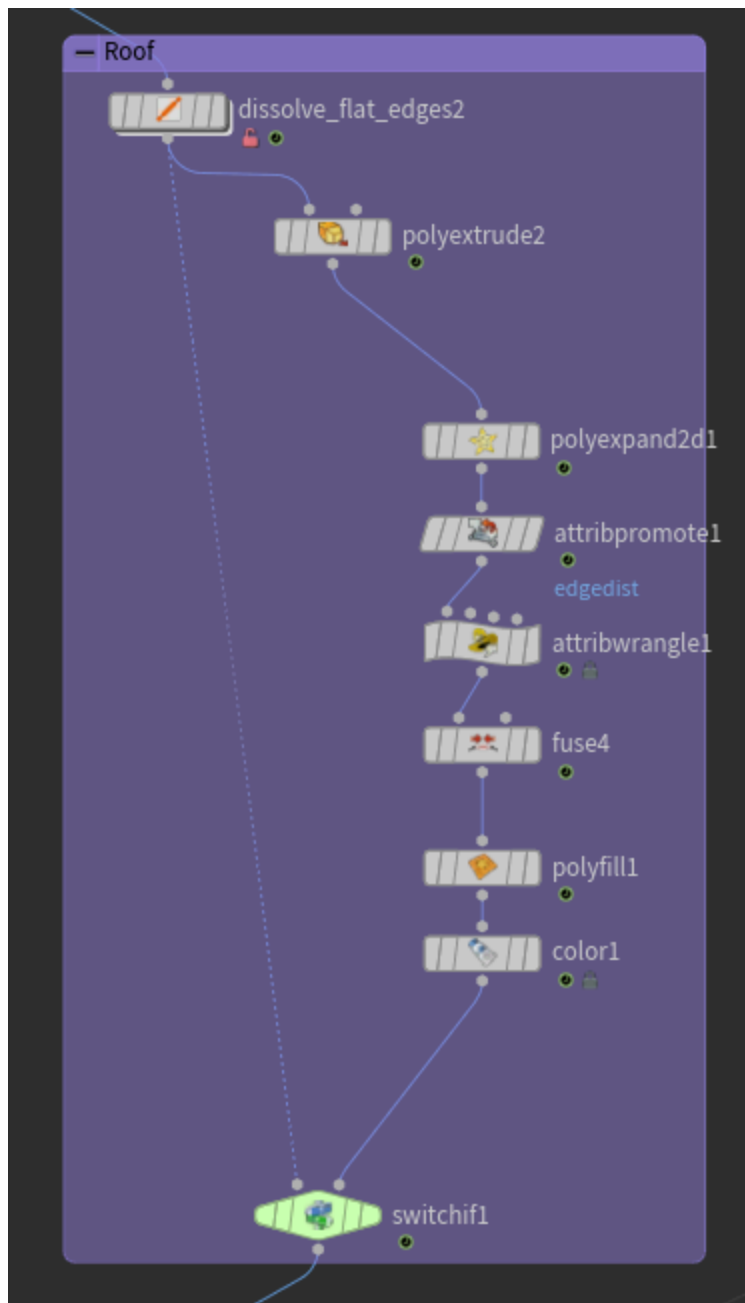 Roof
dissolve_flat_edges2
polyextrude2
polyexpand2d1
attribpromote1
edgedist
attribwrangle1
fuse4
polyfill1
color1
switchif1